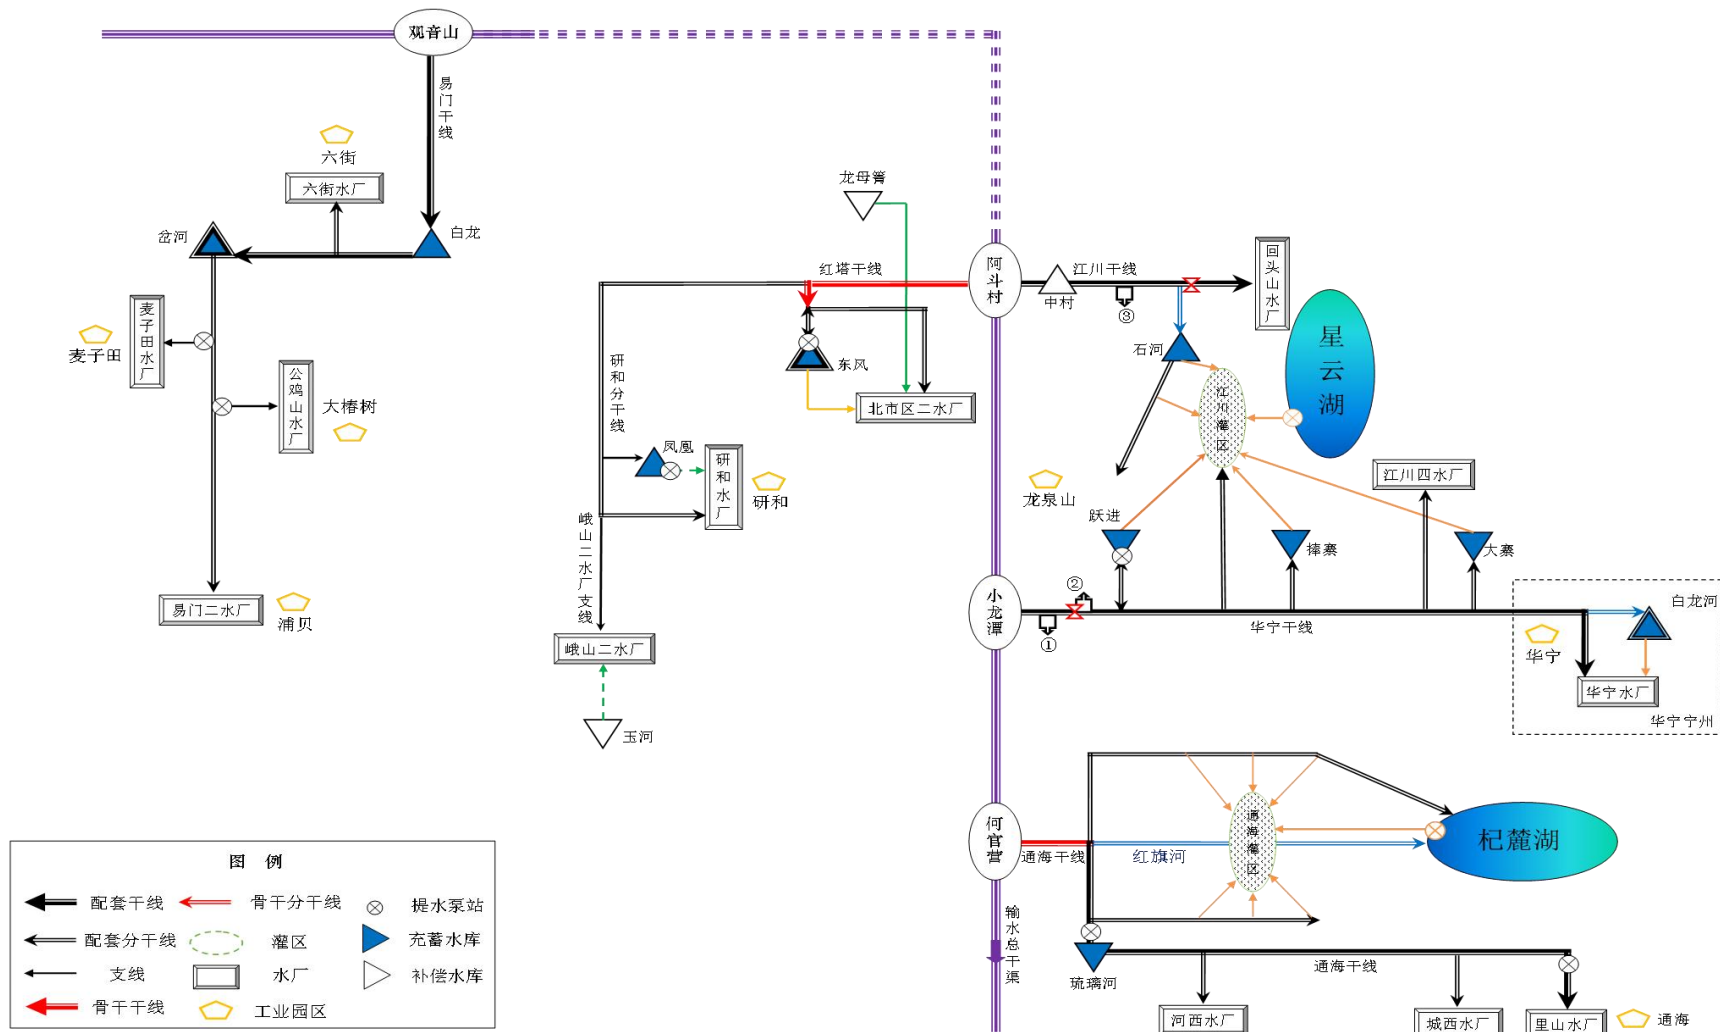 观音山
易门干线
六街
六街水厂
岔河
白龙
麦子田水厂
麦子田
公鸡山水厂
大椿树
易门二水厂
浦贝
龙母箐
红塔干线
阿斗村
江川干线
中村
③
回头山水厂
星云湖
石河
江川灌区
研和分干线
东风
北市区二水厂
凤凰
研和水厂
研和
峨山二水厂支线
峨山二水厂
玉河
龙泉山
江川四水厂
跃进
捧寨
大寨
小龙潭
②
①
华宁干线
白龙河
华宁
华宁水厂
华宁宁州
何官营
通海干线
红旗河
通海灌区
杞麓湖
输水总干渠
琉璃河
通海干线
河西水厂
城西水厂
里山水厂
通海
图 例
配套干线
骨干分干线
提水泵站
配套分干线
灌区
充蓄水库
支线
水厂
补偿水库
骨干干线
工业园区